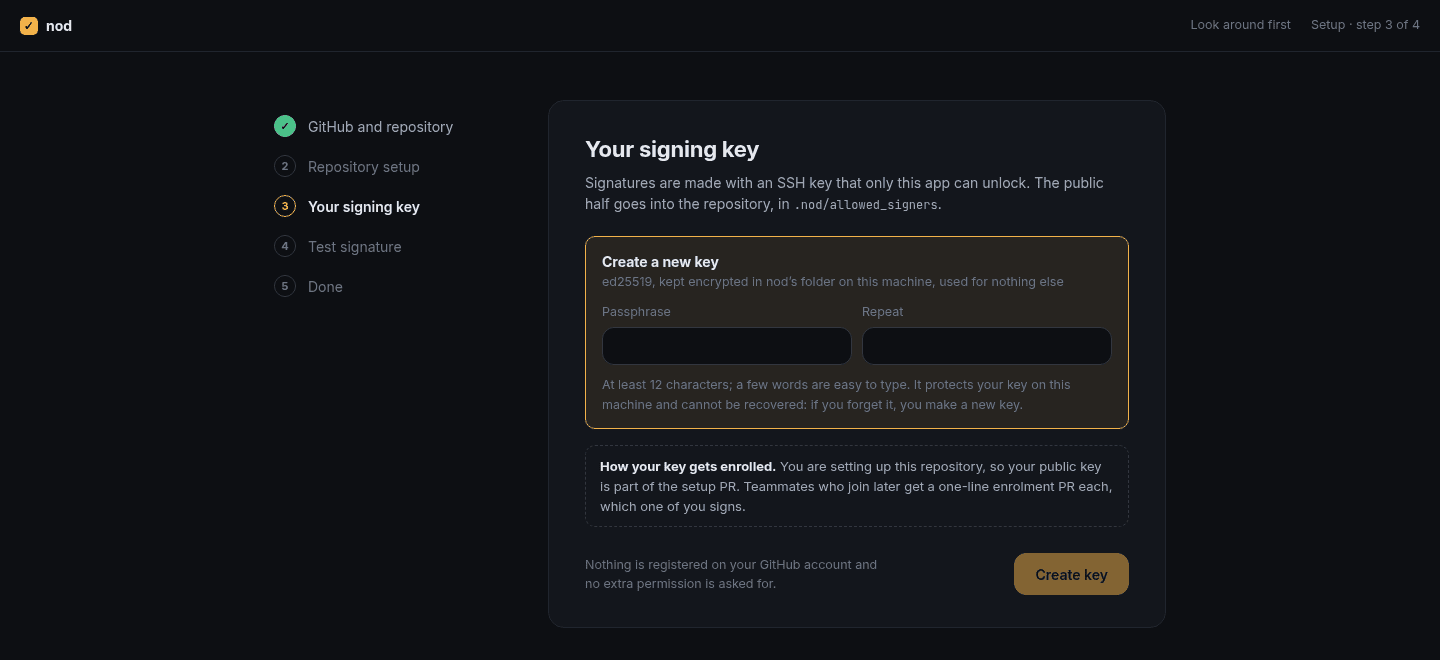 ✓ nod
Look around first
Setup · step 3 of 4
✓ GitHub and repository
2 Repository setup
3 Your signing key
4 Test signature
5 Done
Your signing key
Signatures are made with an SSH key that only this app can unlock. The public
half goes into the repository, in .nod/allowed_signers.
Create a new key
ed25519, kept encrypted in nod’s folder on this machine, used for nothing else
Passphrase
Repeat
At least 12 characters; a few words are easy to type. It protects your key on this
machine and cannot be recovered: if you forget it, you make a new key.
How your key gets enrolled. You are setting up this repository, so your public key
is part of the setup PR. Teammates who join later get a one-line enrolment PR each,
which one of you signs.
Nothing is registered on your GitHub account and
no extra permission is asked for.
Create key